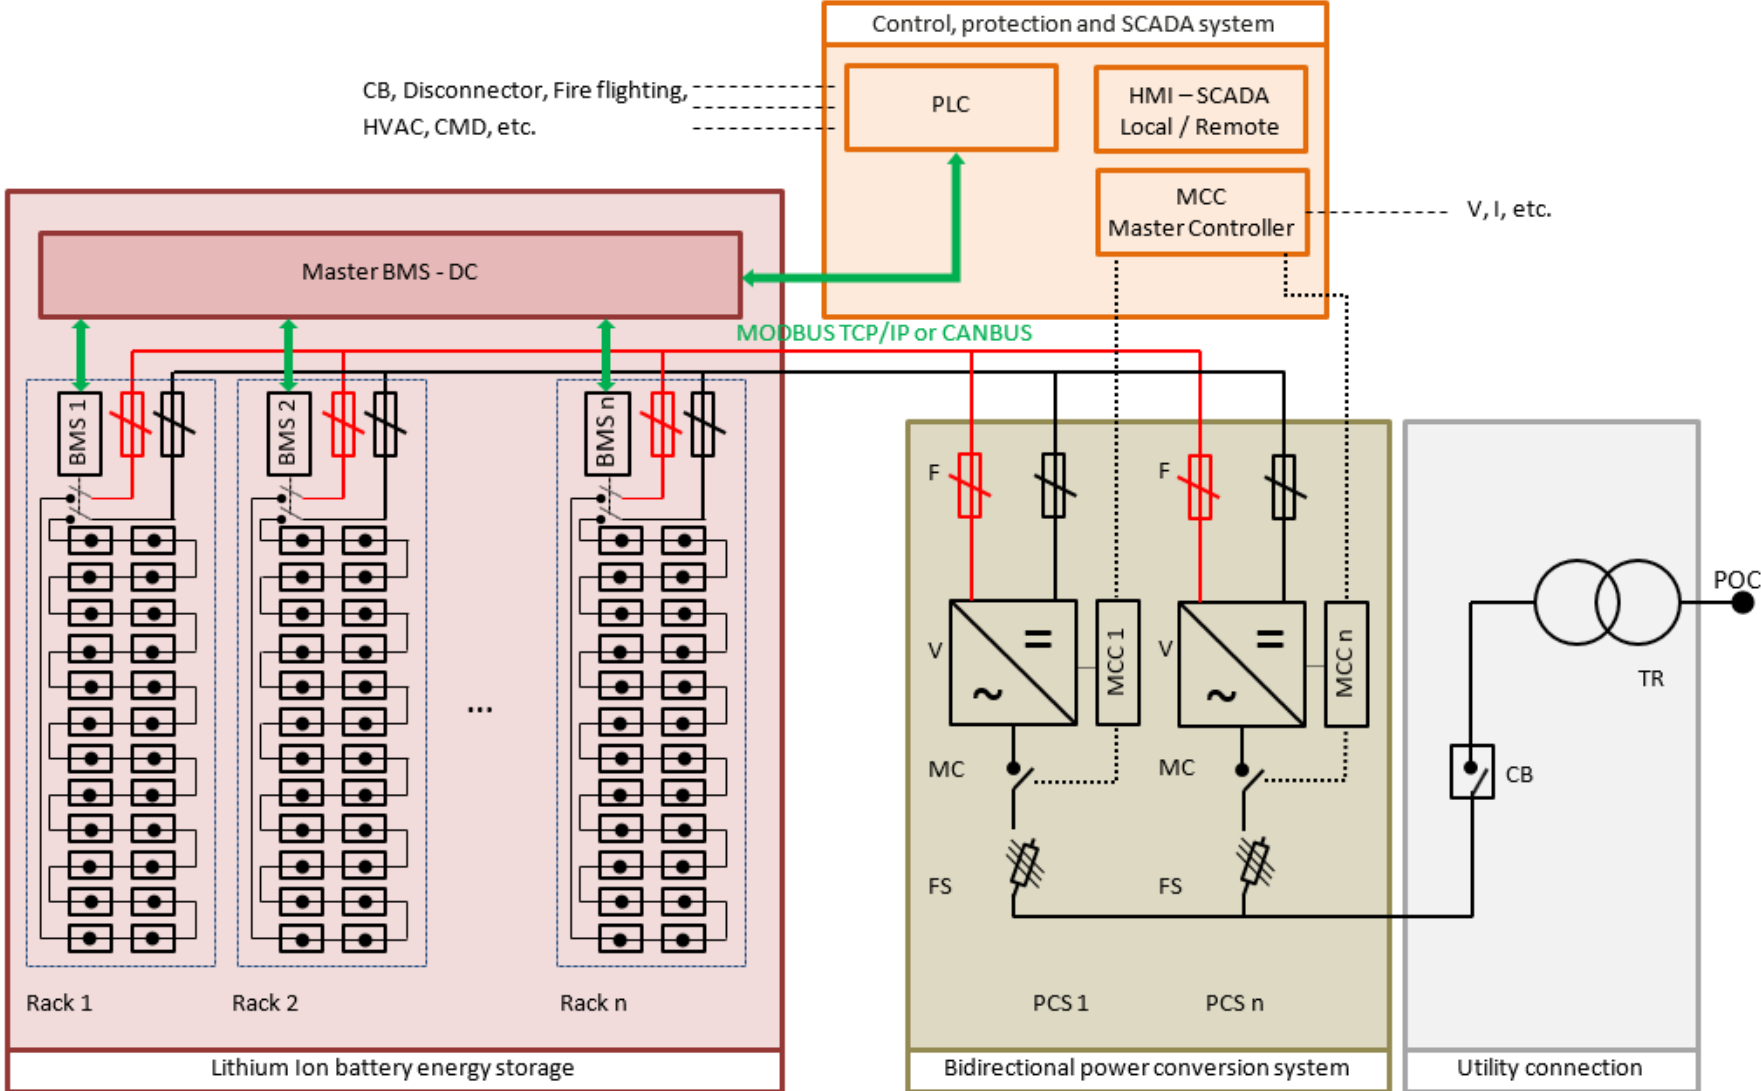 Control, protection and SCADA system
CB, Disconnector, Fire flighting,
HVAC, CMD, etc.
PLC
HMI – SCADA
Local / Remote
MCC
Master Controller
V, I, etc.
Master BMS - DC
MODBUS TCP/IP or CANBUS
BMS 1
BMS 2
BMS n
...
Rack 1
Rack 2
Rack n
Lithium Ion battery energy storage
F
F
V
V
MCC 1
MCC n
MC
MC
FS
FS
PCS 1
PCS n
Bidirectional power conversion system
POC
TR
CB
Utility connection